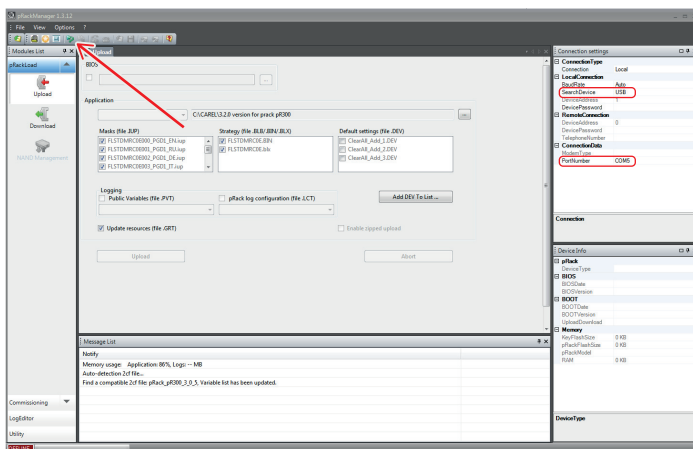 pRackManager 1.3.12
File View Options ?
Modules List
pRackLoad
Upload
Download
NAND Management
Commissioning
LogEditor
Utility
OFFLINE
Upload
BIOS
...
Application
C:\CAREL\3.2.0 version for prack pR300
...
Masks (file .IUP)
FLSTDMRC0E000_PGD1_EN.iup
FLSTDMRC0E001_PGD1_RU.iup
FLSTDMRC0E002_PGD1_DE.iup
FLSTDMRC0E003_PGD1_IT.iup
Strategy (file .BLB/.BIN/.BLX)
FLSTDMRC0E.BIN
FLSTDMRC0E.blx
Default settings (file .DEV)
ClearAll_Add_1.DEV
ClearAll_Add_2.DEV
ClearAll_Add_3.DEV
Logging
Public Variables (file .PVT)
pRack log configuration (file .LCT)
Add DEV To List ...
Update resources (file .GRT)
Enable zipped upload
Upload
Abort
Message List
Notify
Memory usage: Application: 86%, Logs: --- MB
Auto-detection 2cf file...
Find a compatible 2cf file: pRack_pR300_3_0_5, Variable list has been updated.
Connection settings
ConnectionType
Connection Local
LocalConnection
BaudRate Auto
SearchDevice USB
DeviceAddress 1
DevicePassword
RemoteConnection
DeviceAddress 0
DevicePassword
TelephoneNumber
ConnectionData
ModemType
PortNumber COM5
Connection
Device Info
pRack
DeviceType
BIOS
BIOSDate
BIOSVersion
BOOT
BOOTDate
BOOTVersion
UploadDownload
Memory
KeyFlashSize 0 KB
pRackFlashSize 0 KB
pRackModel
RAM 0 KB
DeviceType